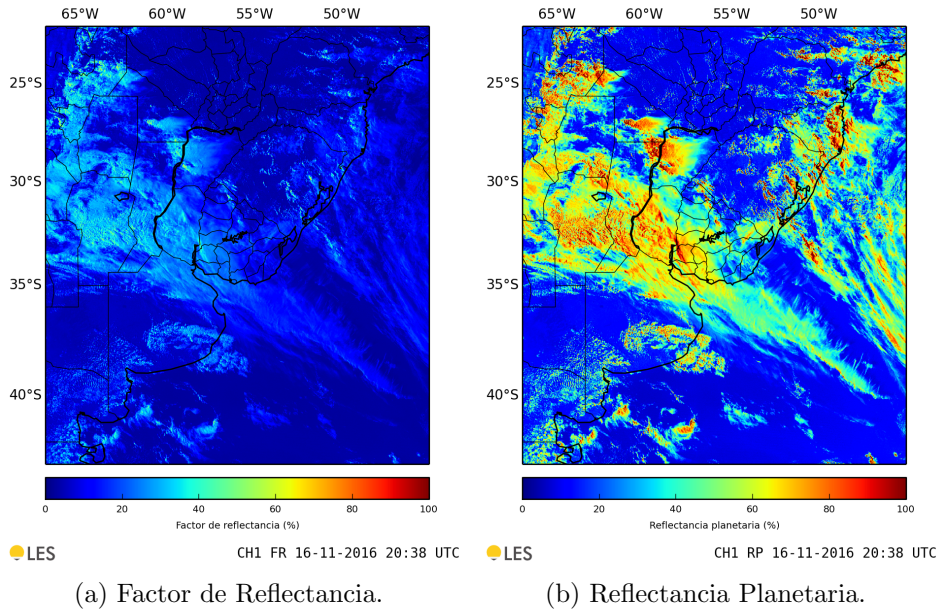 65°W 60°W 55°W 50°W
25°S
30°S
35°S
40°S
0 20 40 60 80 100
Factor de reflectancia (%)
LES CH1 FR 16-11-2016 20:38 UTC
(a) Factor de Reflectancia.
65°W 60°W 55°W 50°W
25°S
30°S
35°S
40°S
0 20 40 60 80 100
Reflectancia planetaria (%)
LES CH1 RP 16-11-2016 20:38 UTC
(b) Reflectancia Planetaria.